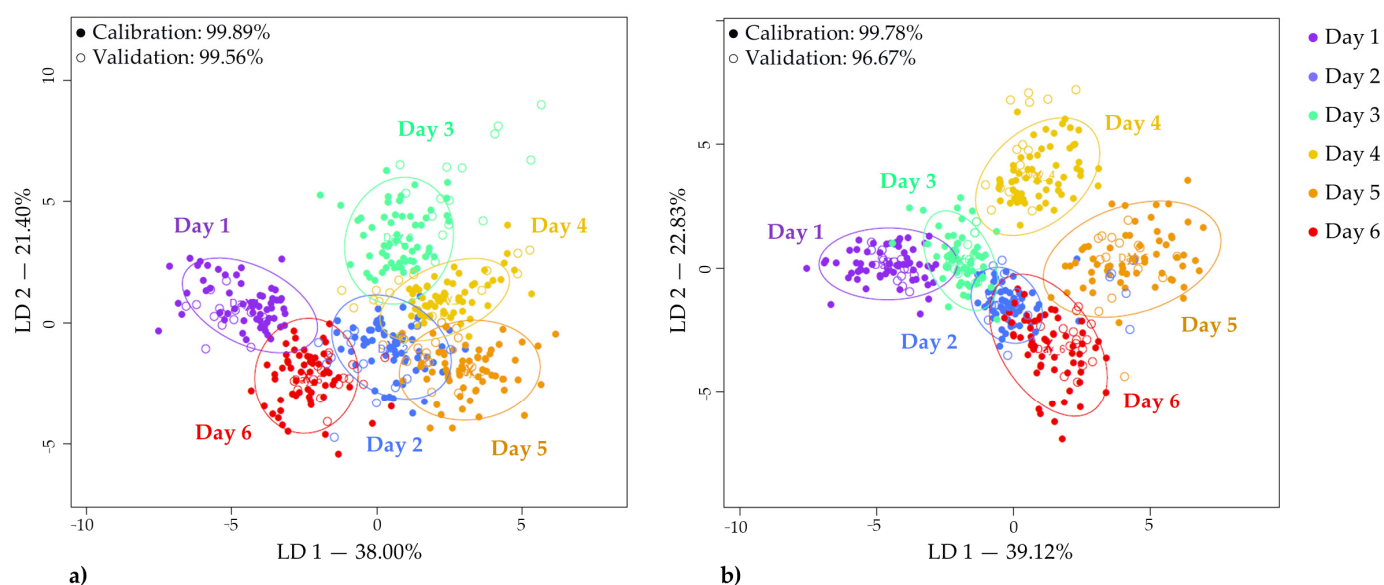 Calibration: 99.89%
Validation: 99.56%
Day 3
Day 1
Day 4
Day 6
Day 2
Day 5
10
5
0
-5
LD 2 — 21.40%
-10
-5
0
5
LD 1 — 38.00%
a)
Calibration: 99.78%
Validation: 96.67%
Day 4
Day 3
Day 1
Day 5
Day 2
Day 6
5
0
-5
LD 2 — 22.83%
-10
-5
0
5
LD 1 — 39.12%
b)
Day 1
Day 2
Day 3
Day 4
Day 5
Day 6